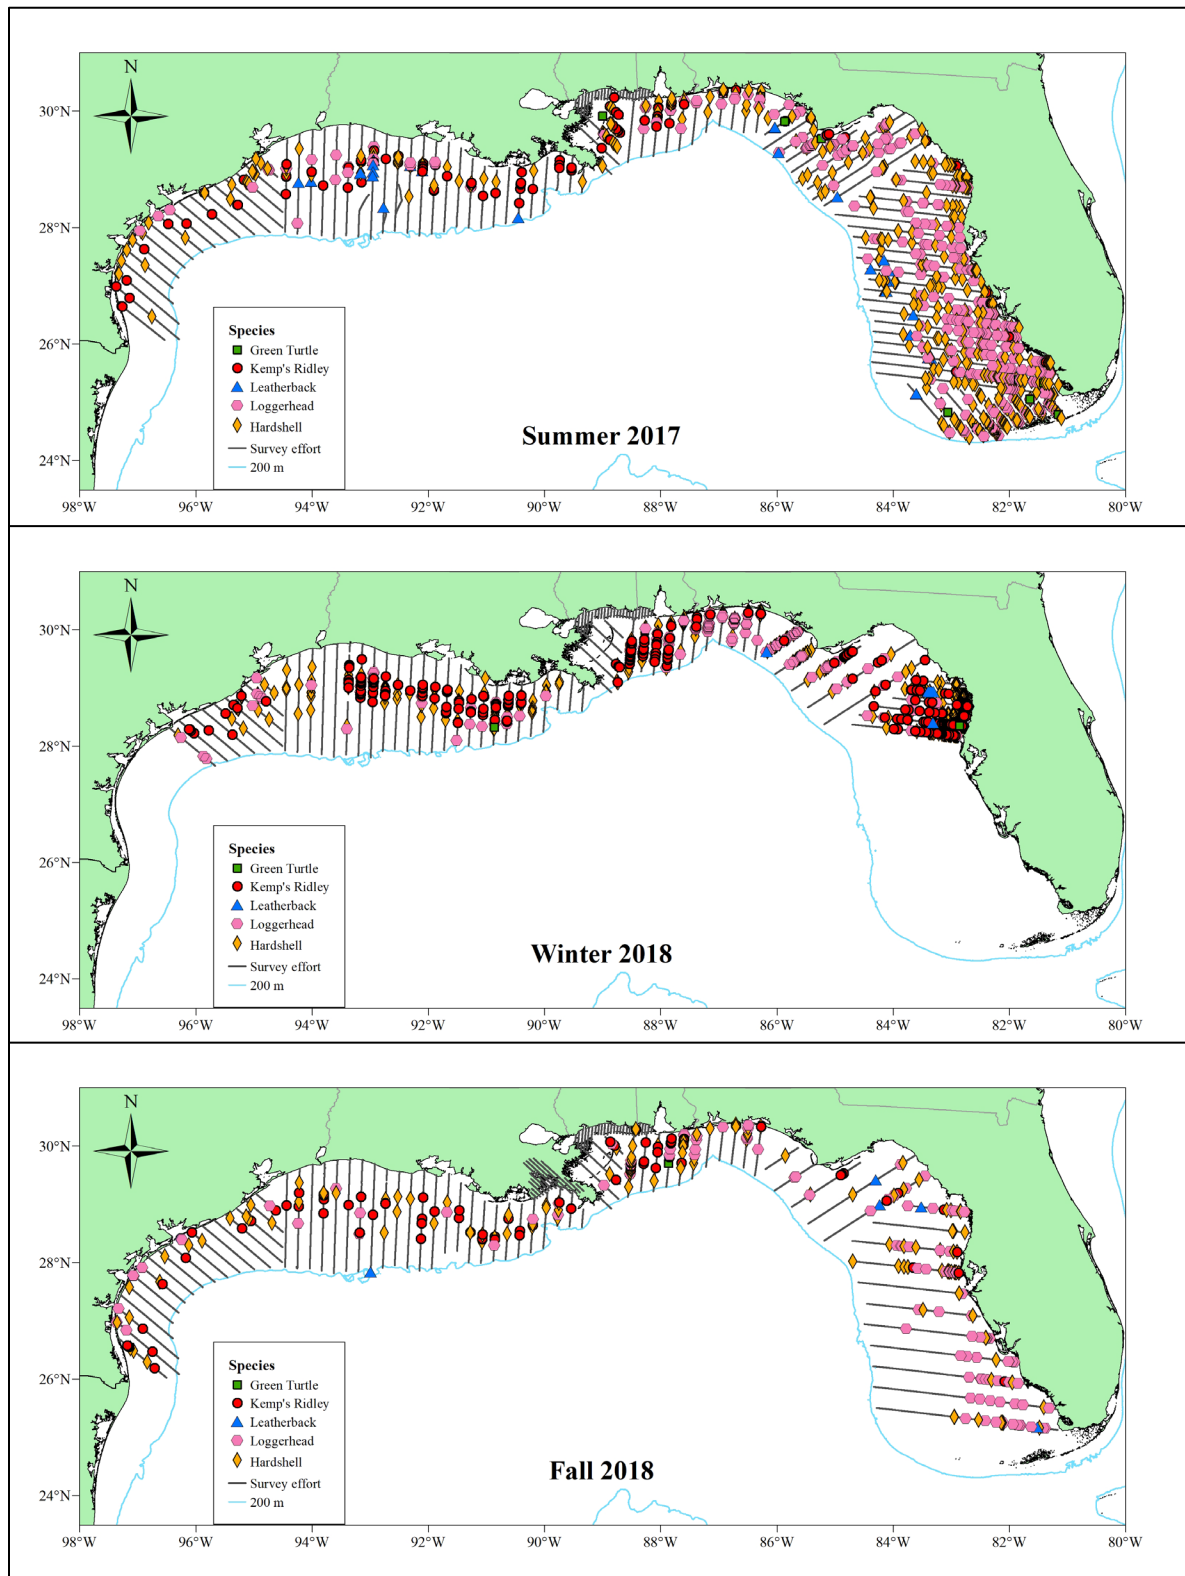 N
30°N
28°N
26°N
24°N
Species
Green Turtle
Kemp's Ridley
Leatherback
Loggerhead
Hardshell
Survey effort
200 m
Summer 2017
98°W 96°W 94°W 92°W 90°W 88°W 86°W 84°W 82°W 80°W
N
30°N
28°N
26°N
24°N
Species
Green Turtle
Kemp's Ridley
Leatherback
Loggerhead
Hardshell
Survey effort
200 m
Winter 2018
98°W 96°W 94°W 92°W 90°W 88°W 86°W 84°W 82°W 80°W
N
30°N
28°N
26°N
24°N
Species
Green Turtle
Kemp's Ridley
Leatherback
Loggerhead
Hardshell
Survey effort
200 m
Fall 2018
98°W 96°W 94°W 92°W 90°W 88°W 86°W 84°W 82°W 80°W